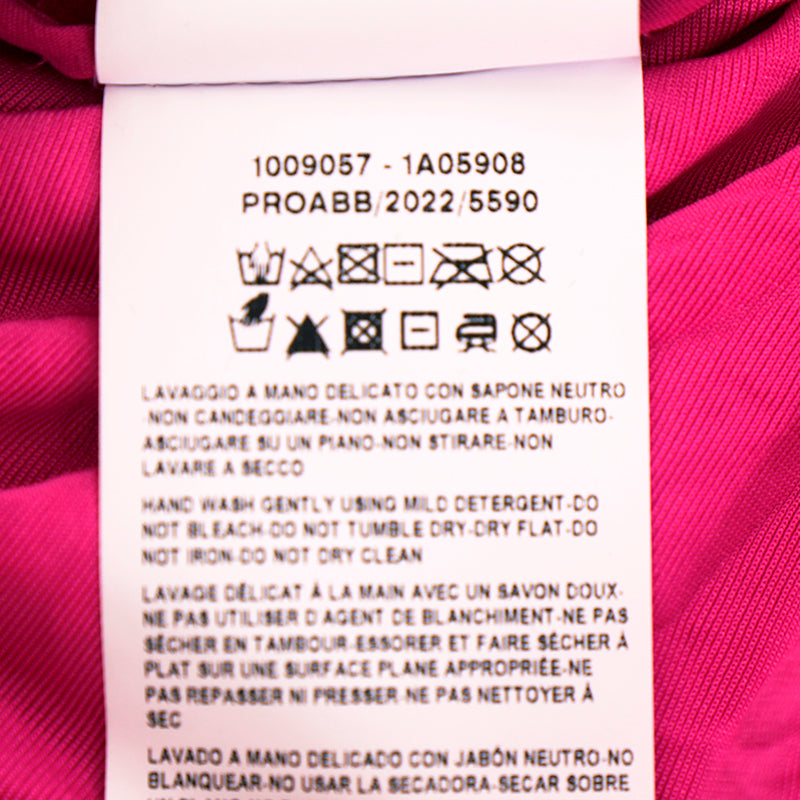 1009057 - 1A05908
PROABB/2022/5590
LAVAGGIO A MANO DELICATO CON SAPONE NEUTRO
-NON CANDEGGIARE-NON ASCIUGARE A TAMBURO-
ASCIUGARE SU UN PIANO-NON STIRARE-NON
LAVARE A SECCO
HAND WASH GENTLY USING MILD DETERGENT-DO
NOT BLEACH-DO NOT TUMBLE DRY-DRY FLAT-DO
NOT IRON-DO NOT DRY CLEAN
LAVAGE DÉLICAT À LA MAIN AVEC UN SAVON DOUX-
NE PAS UTILISER D'AGENT DE BLANCHIMENT-NE PAS
SÉCHER EN TAMBOUR-ESSORER ET FAIRE SÉCHER À
PLAT SUR UNE SURFACE PLANE APPROPRIÉE-NE
PAS REPASSER NI PRESSER-NE PAS NETTOYER À
SEC
LAVADO A MANO DELICADO CON JABÓN NEUTRO-NO
BLANQUEAR-NO USAR LA SECADORA-SECAR SOBRE